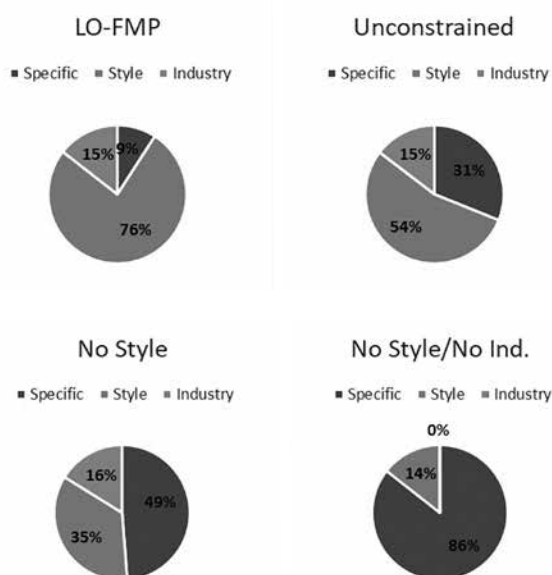 LO-FMP
Unconstrained
■ Specific ■ Style ■ Industry
■ Specific ■ Style ■ Industry
15% 9%
76%
15%
31%
54%
No Style
No Style/No Ind.
■ Specific ■ Style ■ Industry
■ Specific ■ Style ■ Industry
16%
49%
35%
0%
14%
86%